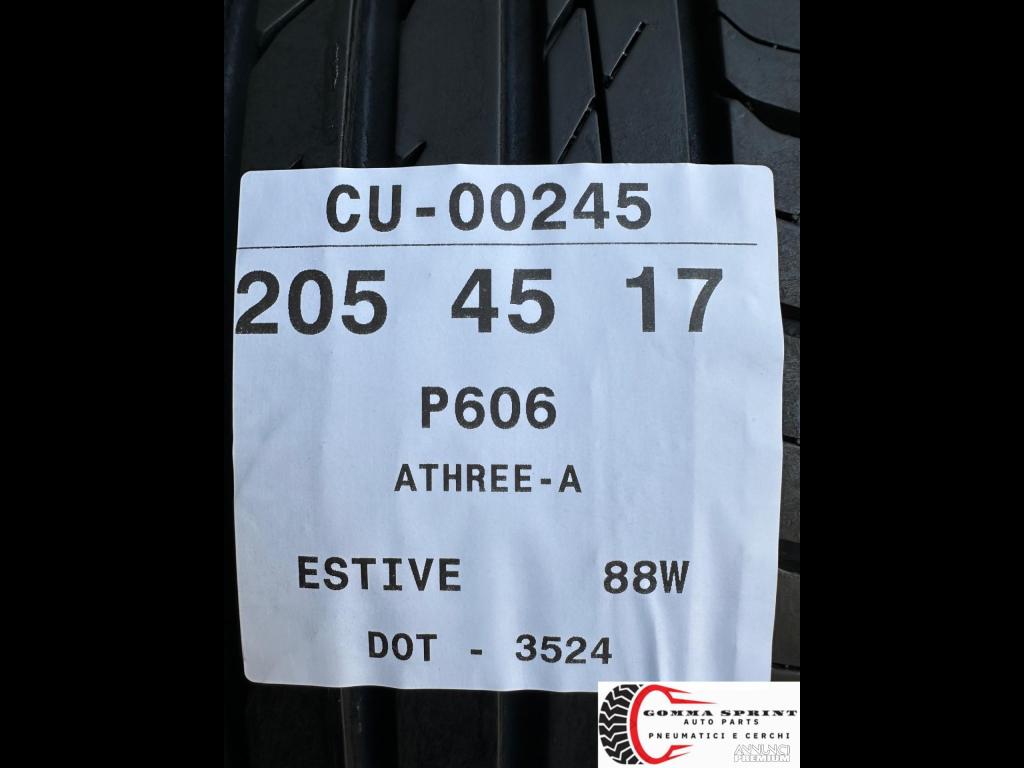 CU-00245
205 45 17
P606
ATHREE-A
ESTIVE 88W
DOT - 3524
GOMMA SPRINT
AUTO PARTS
PNEUMATICI E CERCHI
ANNUNCI
PREMIUM